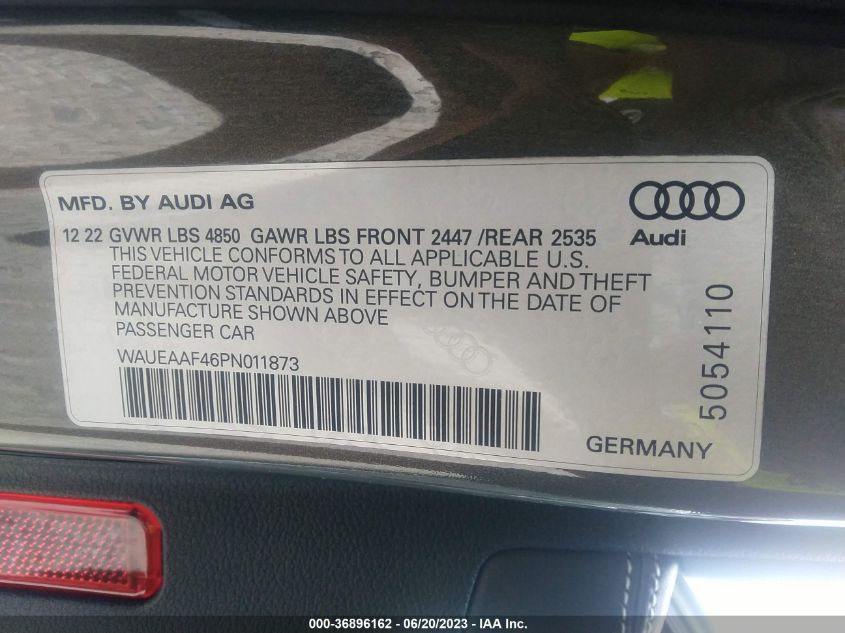 MFD. BY AUDI AG
12 22 GVWR LBS 4850 GAWR LBS FRONT 2447 /REAR 2535
THIS VEHICLE CONFORMS TO ALL APPLICABLE U.S.
FEDERAL MOTOR VEHICLE SAFETY, BUMPER AND THEFT
PREVENTION STANDARDS IN EFFECT ON THE DATE OF
MANUFACTURE SHOWN ABOVE
PASSENGER CAR
WAUEAAF46PN011873
Audi
5054110
GERMANY
000-36896162 - 06/20/2023 - IAA Inc.